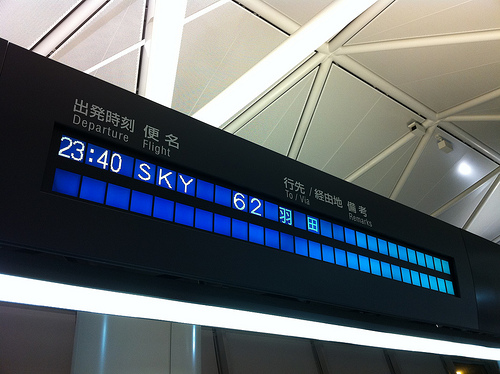 出発時刻 便名 行先 / 経由地 備考
Departure Flight To / Via Remarks
23:40 SKY 62 羽田